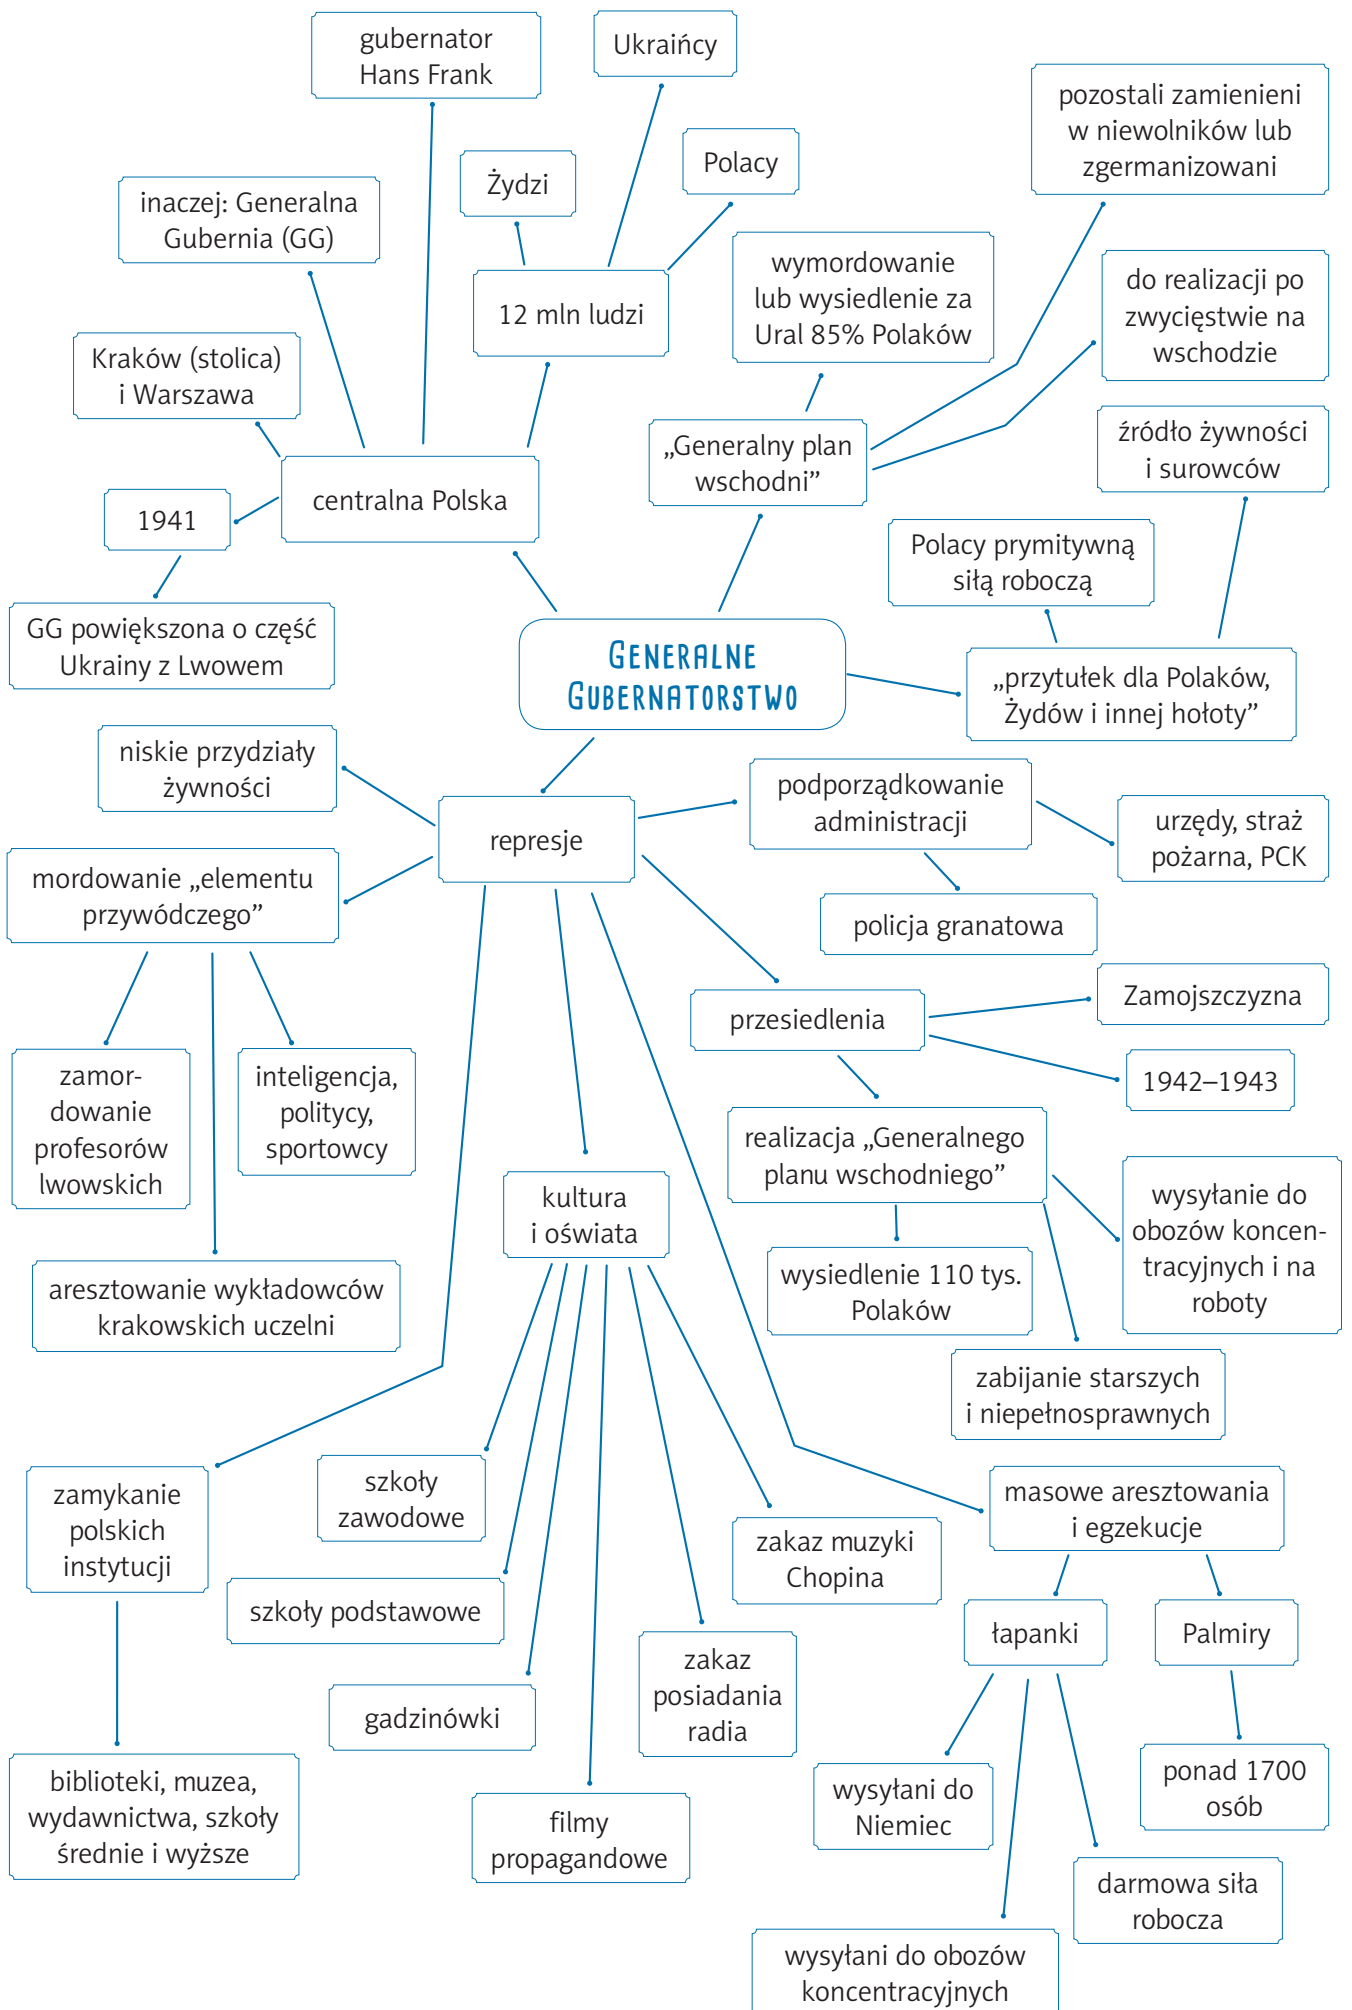 gubernator
Hans Frank
Ukraińcy
pozostali zamienieni
w niewolników lub
zgermanizowani
Żydzi
Polacy
inaczej: Generalna
Gubernia (GG)
wymordowanie
lub wysiedlenie za
Ural 85% Polaków
do realizacji po
zwycięstwie na
wschodzie
12 mln ludzi
Kraków (stolica)
i Warszawa
„Generalny plan
wschodni”
źródło żywności
i surowców
centralna Polska
1941
Polacy prymitywną
siłą roboczą
GG powiększona o część
Ukrainy z Lwowem
GENERALNE
GUBERNATORSTWO
„przytułek dla Polaków,
Żydów i innej hołoty”
niskie przydziały
żywności
represje
podporządkowanie
administracji
urzędy, straż
pożarna, PCK
mordowanie „elementu
przywódczego”
policja granatowa
przesiedlenia
Zamojszczyzna
1942–1943
zamor-
dowanie
profesorów
lwowskich
inteligencja,
politycy,
sportowcy
realizacja „Generalnego
planu wschodniego”
kultura
i oświata
wysyłanie do
obozów koncen-
tracyjnych i na
roboty
aresztowanie wykładowców
krakowskich uczelni
wysiedlenie 110 tys.
Polaków
zabijanie starszych
i niepełnosprawnych
zamykanie
polskich
instytucji
szkoły
zawodowe
masowe aresztowania
i egzekucje
zakaz muzyki
Chopina
szkoły podstawowe
łapanki
Palmiry
zakaz
posiadania
radia
gadzinówki
biblioteki, muzea,
wydawnictwa, szkoły
średnie i wyższe
filmy
propagandowe
wysyłani do
Niemiec
ponad 1700
osób
darmowa siła
robocza
wysyłani do obozów
koncentracyjnych